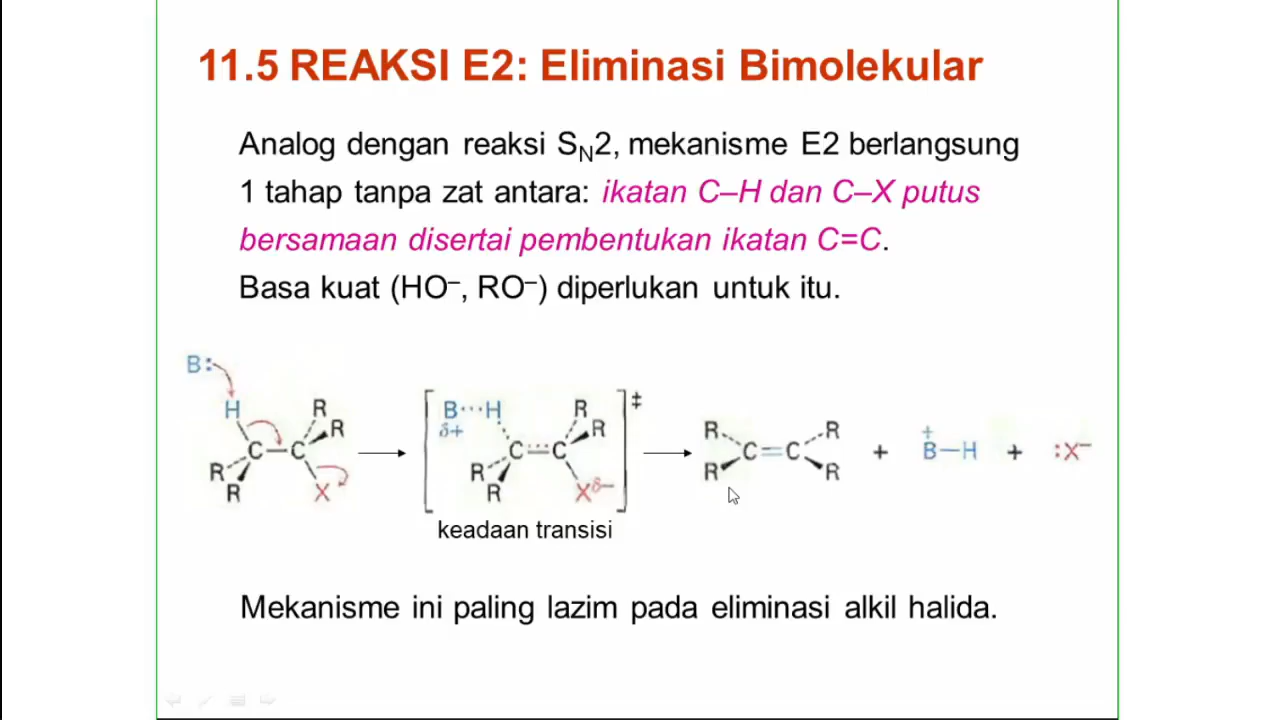 11.5 REAKSI E2: Eliminasi Bimolekular
Analog dengan reaksi SN2, mekanisme E2 berlangsung
1 tahap tanpa zat antara: ikatan C–H dan C–X putus
bersamaan disertai pembentukan ikatan C=C.
Basa kuat (HO–, RO–) diperlukan untuk itu.
B:
H R R C–C R R X
B···H δ+ R R C···C R R Xδ– ‡
R R C=C R R + +B–H + :X–
keadaan transisi
Mekanisme ini paling lazim pada eliminasi alkil halida.